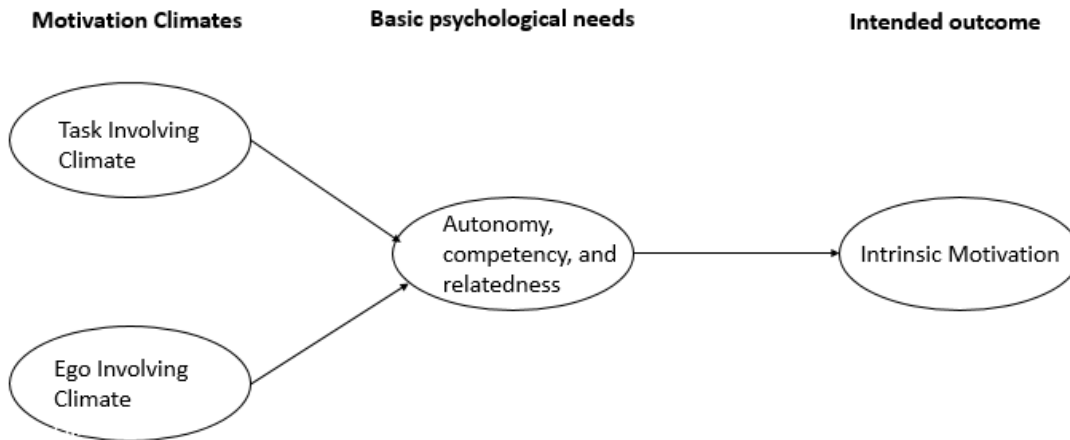 Motivation Climates
Basic psychological needs
Intended outcome
Task Involving
Climate
Autonomy,
competency, and
relatedness
Intrinsic Motivation
Ego Involving
Climate